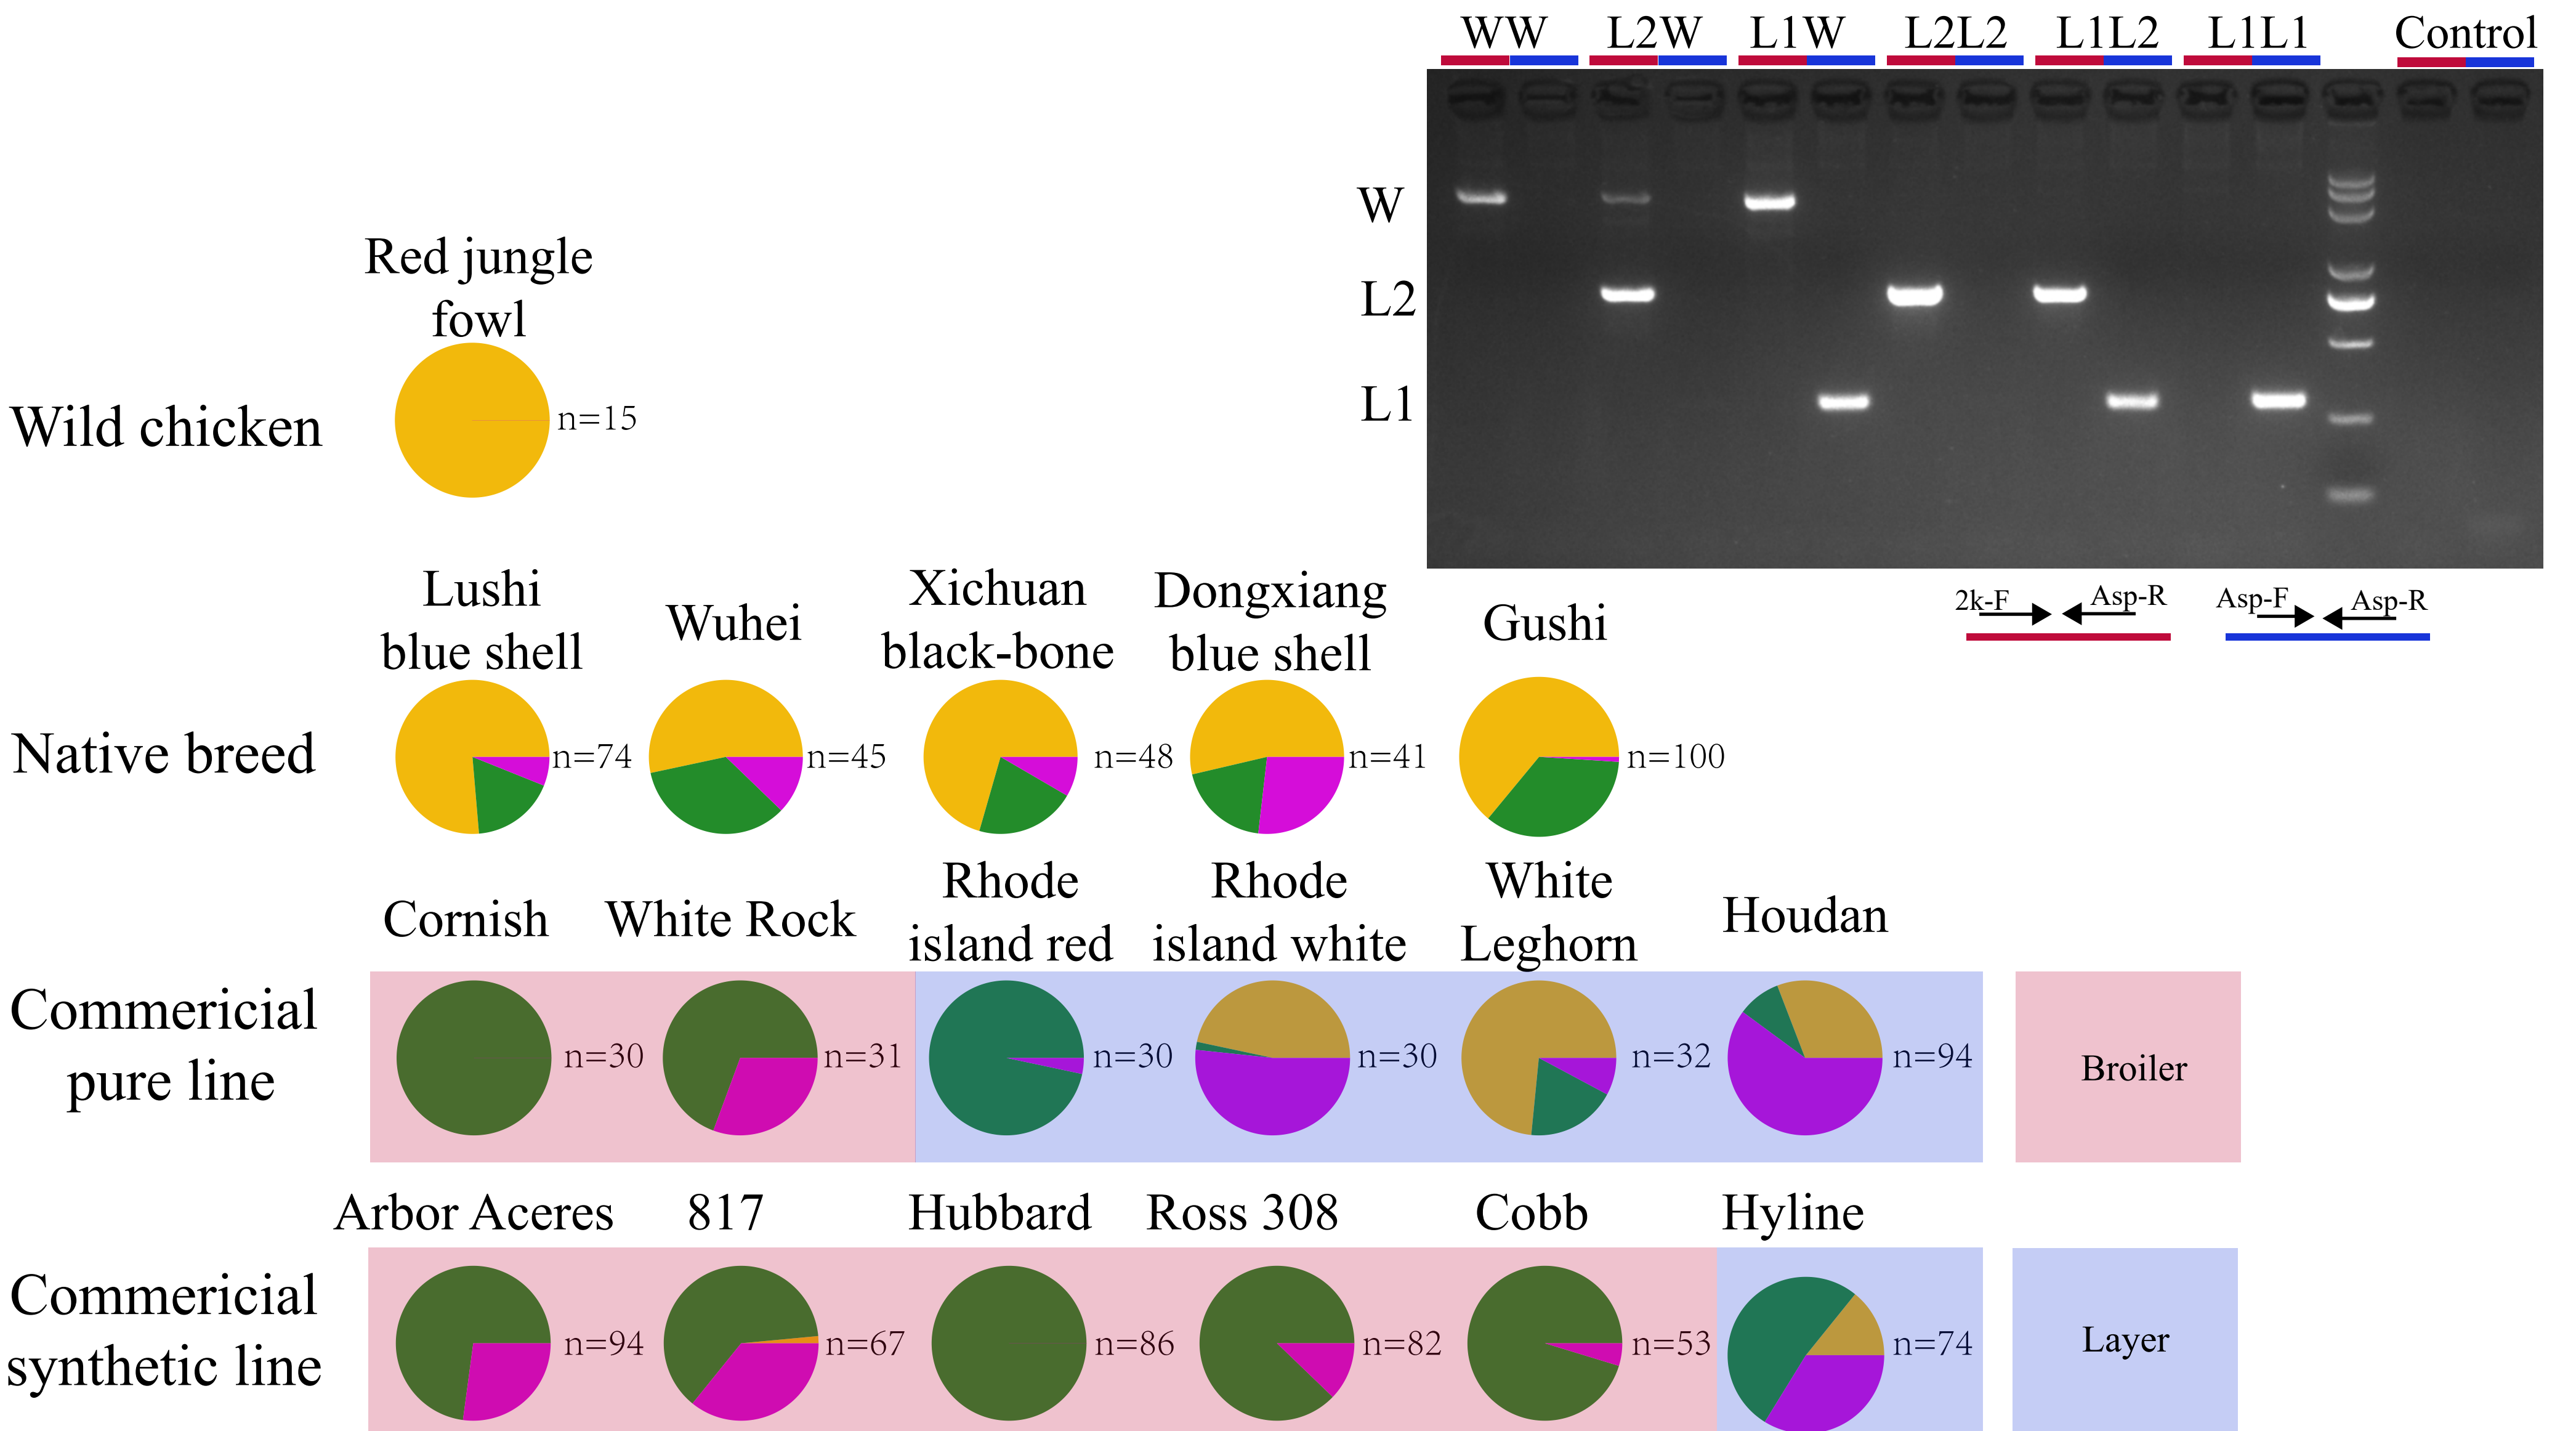 WW L2W L1W L2L2 L1L2 L1L1 Control
W
L2
L1
2k-F Asp-R Asp-F Asp-R
Red jungle
fowl
Wild chicken
n=15
Lushi
blue shell
Wuhei
Xichuan
black-bone
Dongxiang
blue shell
Gushi
Native breed
n=74
n=45
n=48
n=41
n=100
Cornish
White Rock
Rhode
island red
Rhode
island white
White
Leghorn
Houdan
Commericial
pure line
n=30
n=31
n=30
n=30
n=32
n=94
Broiler
Arbor Aceres
817
Hubbard
Ross 308
Cobb
Hyline
Commericial
synthetic line
n=94
n=67
n=86
n=82
n=53
n=74
Layer